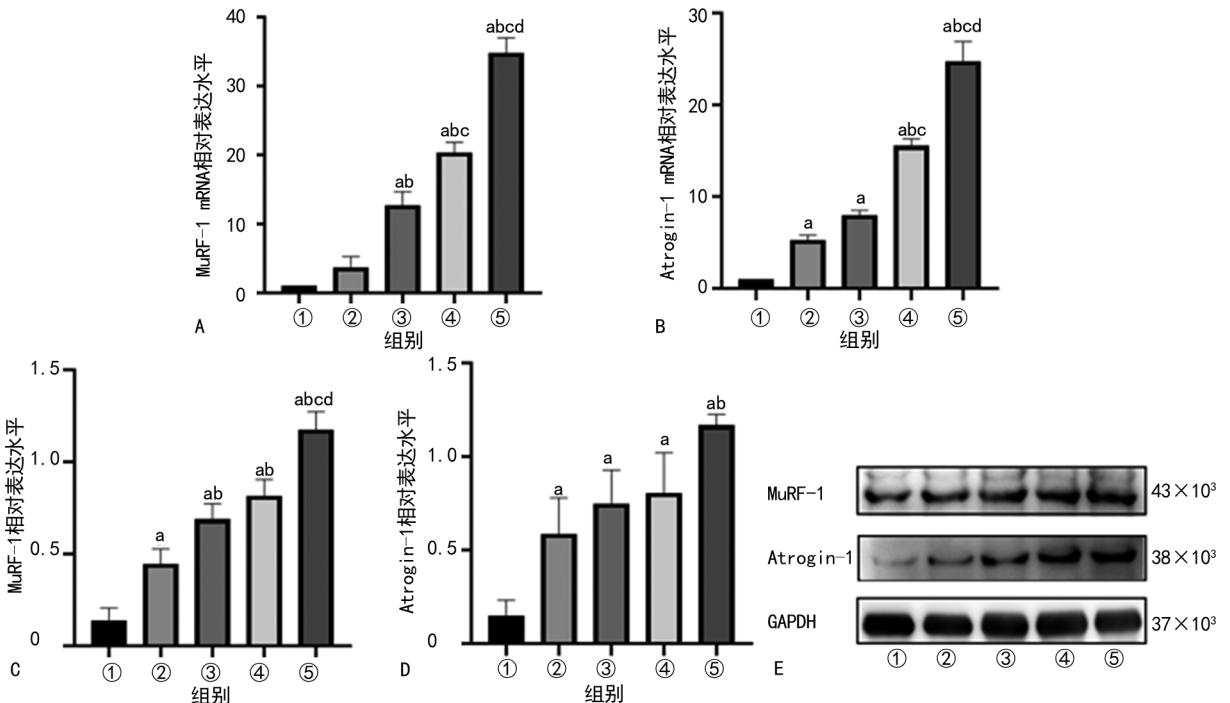 MuRF-1 mRNA相对表达水平
40
30
20
10
0
ab
abc
abcd
① ② ③ ④ ⑤
组别
A
Atrogin-1 mRNA相对表达水平
30
20
10
0
a
a
abc
abcd
① ② ③ ④ ⑤
组别
B
MuRF-1相对表达水平
1.5
1.0
0.5
0
a
ab
ab
abcd
① ② ③ ④ ⑤
组别
C
Atrogin-1相对表达水平
1.5
1.0
0.5
0
a
a
a
ab
① ② ③ ④ ⑤
组别
D
MuRF-1 43×10³
Atrogin-1 38×10³
GAPDH 37×10³
① ② ③ ④ ⑤
E